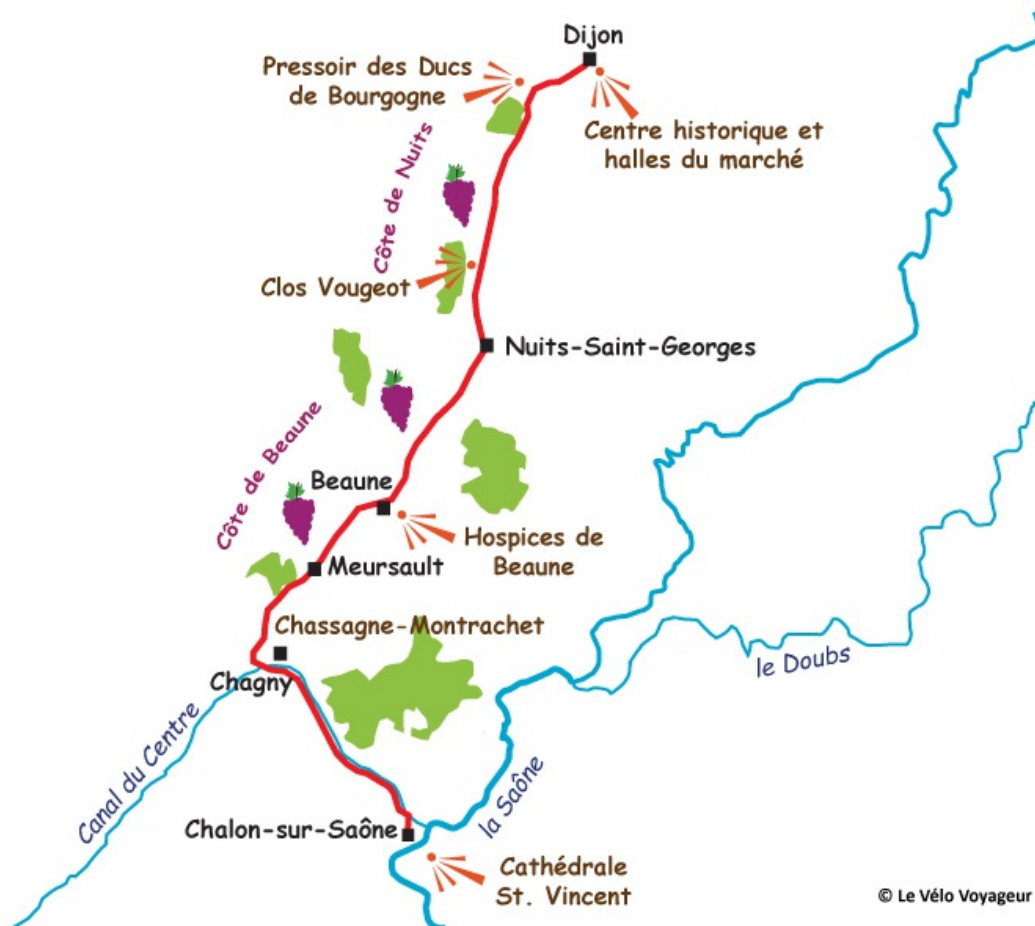 Dijon
Pressoir des Ducs
de Bourgogne
Centre historique et
halles du marché
Côte de Nuits
Clos Vougeot
Nuits-Saint-Georges
Côte de Beaune
Beaune
Hospices de
Beaune
Meursault
Chassagne-Montrachet
Chagny
le Doubs
Canal du Centre
la Saône
Chalon-sur-Saône
Cathédrale
St. Vincent
© Le Vélo Voyageur